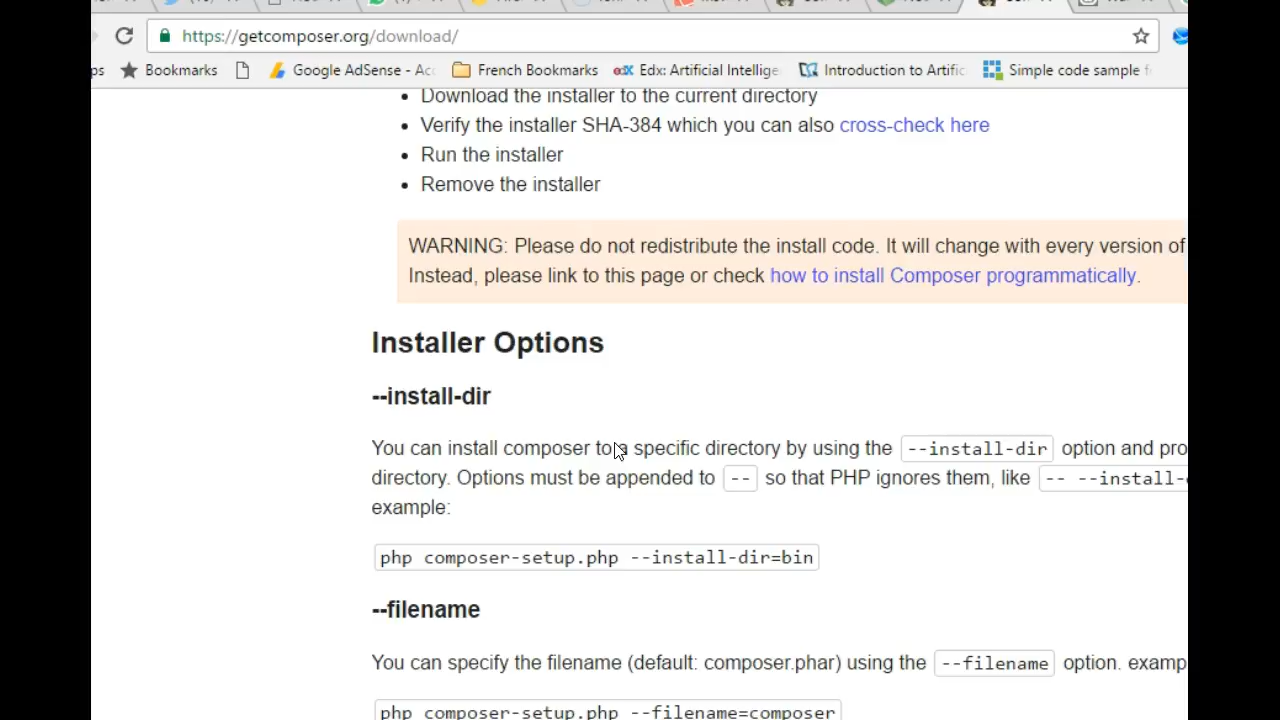 https://getcomposer.org/download/
ps Bookmarks Google AdSense - Acc French Bookmarks edX Edx: Artificial Intellige Introduction to Artific Simple code sample f
Download the installer to the current directory
Verify the installer SHA-384 which you can also cross-check here
Run the installer
Remove the installer
WARNING: Please do not redistribute the install code. It will change with every version of
Instead, please link to this page or check how to install Composer programmatically.
Installer Options
--install-dir
You can install composer to a specific directory by using the --install-dir option and pro
directory. Options must be appended to -- so that PHP ignores them, like -- --install-
example:
php composer-setup.php --install-dir=bin
--filename
You can specify the filename (default: composer.phar) using the --filename option. examp
php composer-setup.php --filename=composer